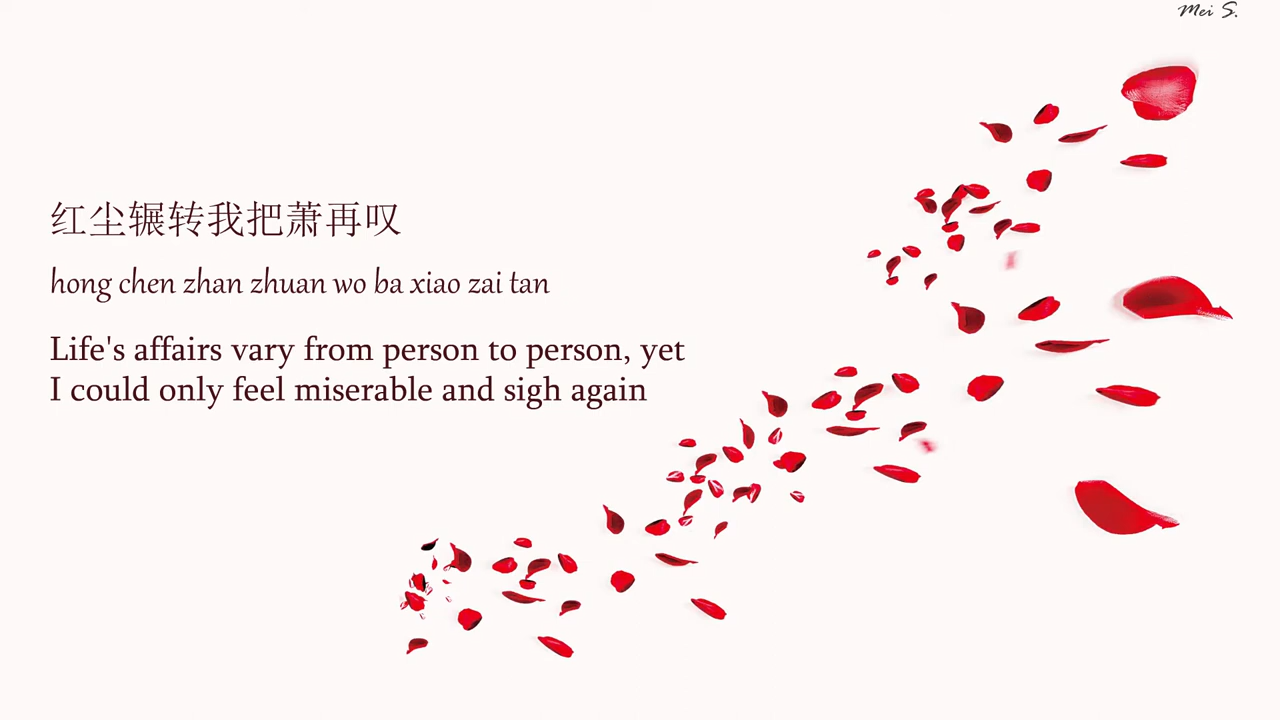 Mei S.
红尘辗转我把萧再叹
hong chen zhan zhuan wo ba xiao zai tan
Life's affairs vary from person to person, yet
I could only feel miserable and sigh again